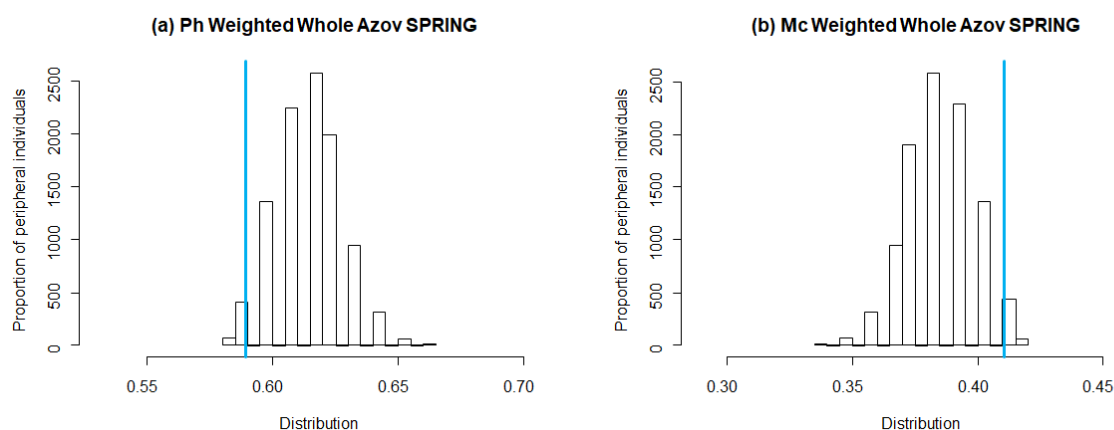 (a) Ph Weighted Whole Azov SPRING
Proportion of peripheral individuals
2500
2000
1500
1000
500
0
0.55 0.60 0.65 0.70
Distribution
(b) Mc Weighted Whole Azov SPRING
Proportion of peripheral individuals
2500
2000
1500
1000
500
0
0.30 0.35 0.40 0.45
Distribution